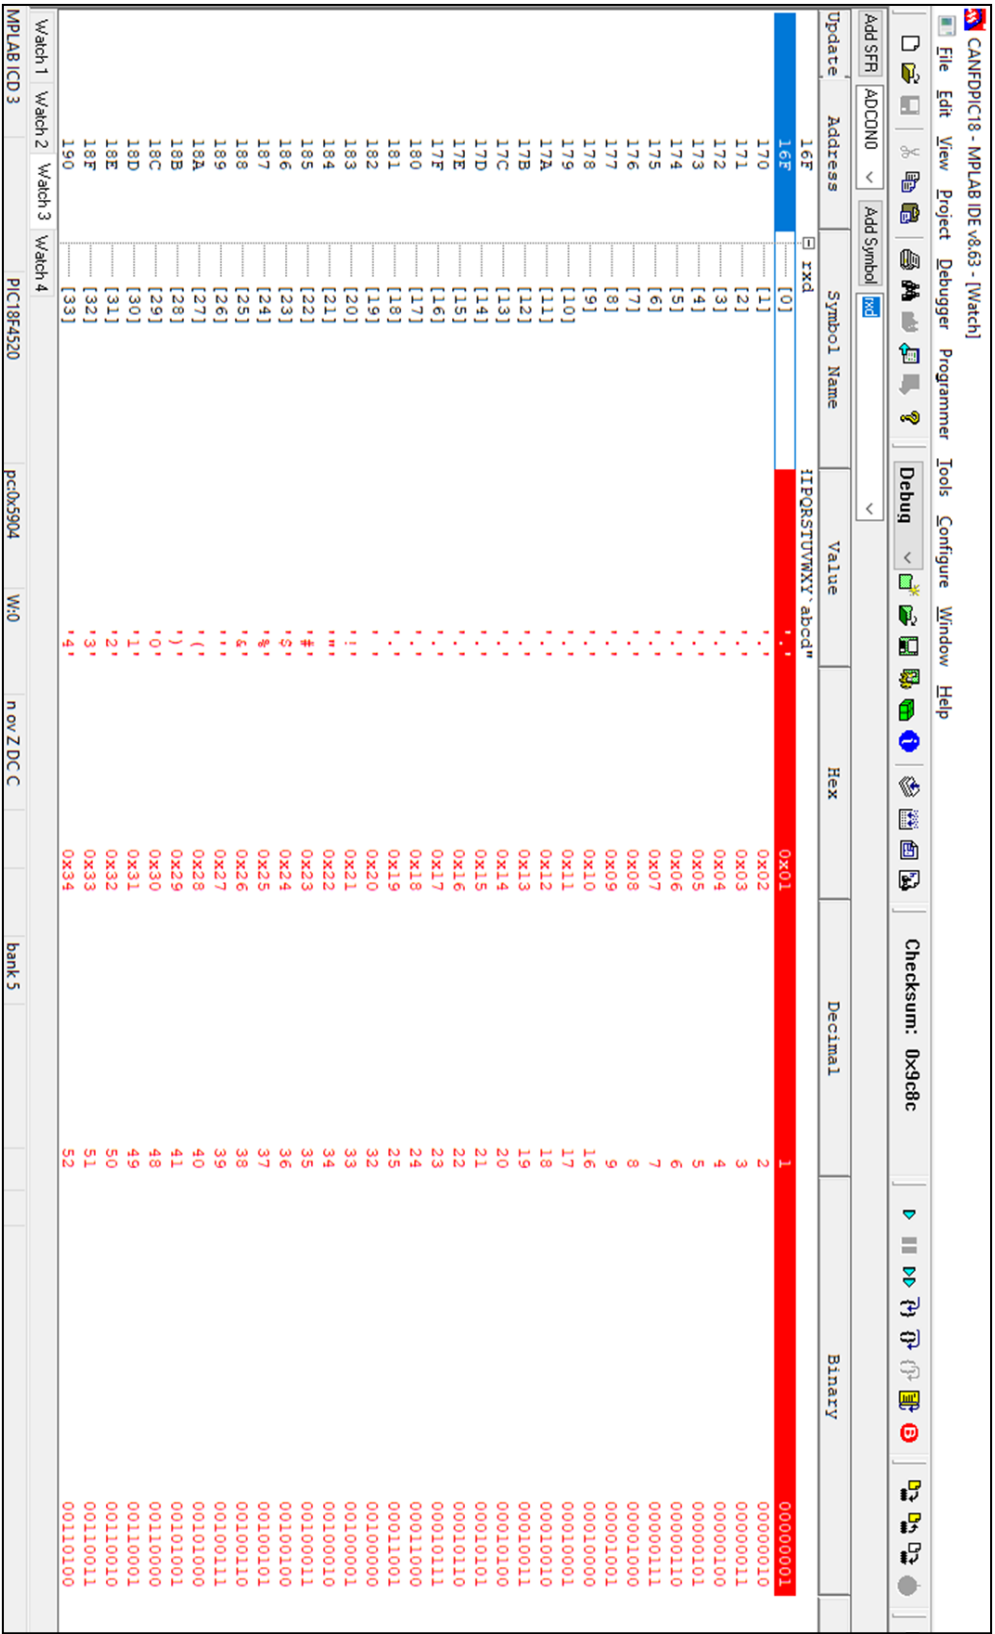 CANFDPIC18 - MPLAB IDE v8.63 - [Watch]
File Edit View Project Debugger Programmer Tools Configure Window Help
Debug Checksum: 0x9c8c
Add SFR ADCON0 Add Symbol rxd
Update Address Symbol Name Value Hex Decimal Binary
16F rxd HIPQRSTUVWXY`abcd"
16F [0] '.' 0x01 1 00000001
170 [1] '.' 0x02 2 00000010
171 [2] '.' 0x03 3 00000011
172 [3] '.' 0x04 4 00000100
173 [4] '.' 0x05 5 00000101
174 [5] '.' 0x06 6 00000110
175 [6] '.' 0x07 7 00000111
176 [7] '.' 0x08 8 00001000
177 [8] '.' 0x09 9 00001001
178 [9] '.' 0x10 16 00010000
179 [10] '.' 0x11 17 00010001
17A [11] '.' 0x12 18 00010010
17B [12] '.' 0x13 19 00010011
17C [13] '.' 0x14 20 00010100
17D [14] '.' 0x15 21 00010101
17E [15] '.' 0x16 22 00010110
17F [16] '.' 0x17 23 00010111
180 [17] '.' 0x18 24 00011000
181 [18] '.' 0x19 25 00011001
182 [19] ' ' 0x20 32 00100000
183 [20] '!' 0x21 33 00100001
184 [21] '"' 0x22 34 00100010
185 [22] '#' 0x23 35 00100011
186 [23] '$' 0x24 36 00100100
187 [24] '%' 0x25 37 00100101
188 [25] '&' 0x26 38 00100110
189 [26] ''' 0x27 39 00100111
18A [27] '(' 0x28 40 00101000
18B [28] ')' 0x29 41 00101001
18C [29] '0' 0x30 48 00110000
18D [30] '1' 0x31 49 00110001
18E [31] '2' 0x32 50 00110010
18F [32] '3' 0x33 51 00110011
190 [33] '4' 0x34 52 00110100
Watch 1 Watch 2 Watch 3 Watch 4
MPLAB ICD 3 PIC18F4520 pc:0x5904 W:0 n ov Z DC C bank 5